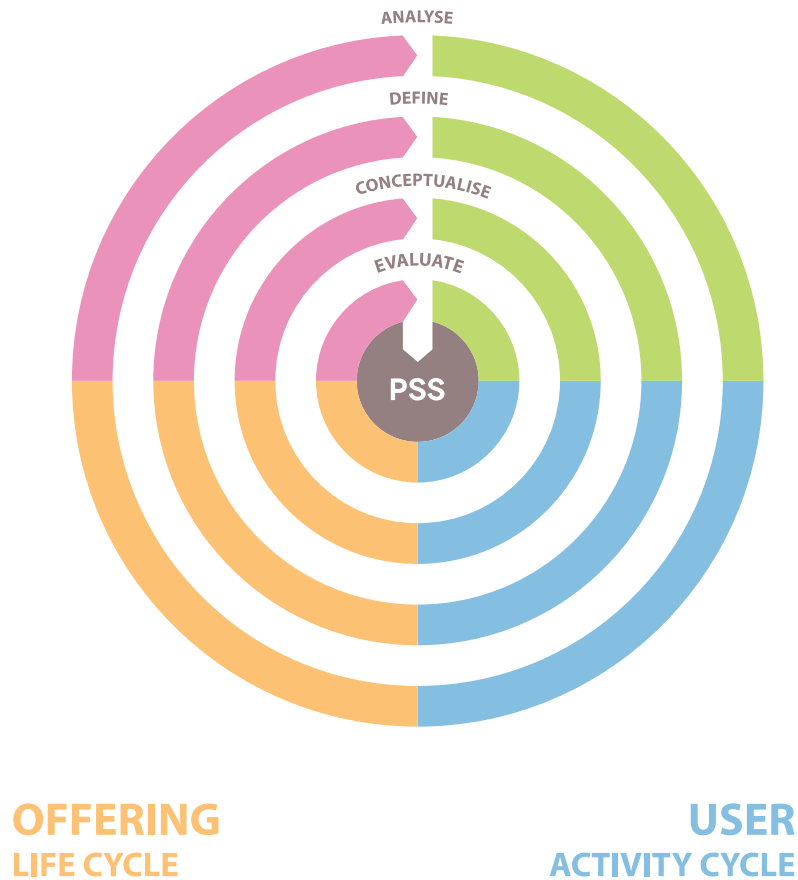 ANALYSE
DEFINE
CONCEPTUALISE
EVALUATE
PSS
OFFERING
LIFE CYCLE
USER
ACTIVITY CYCLE